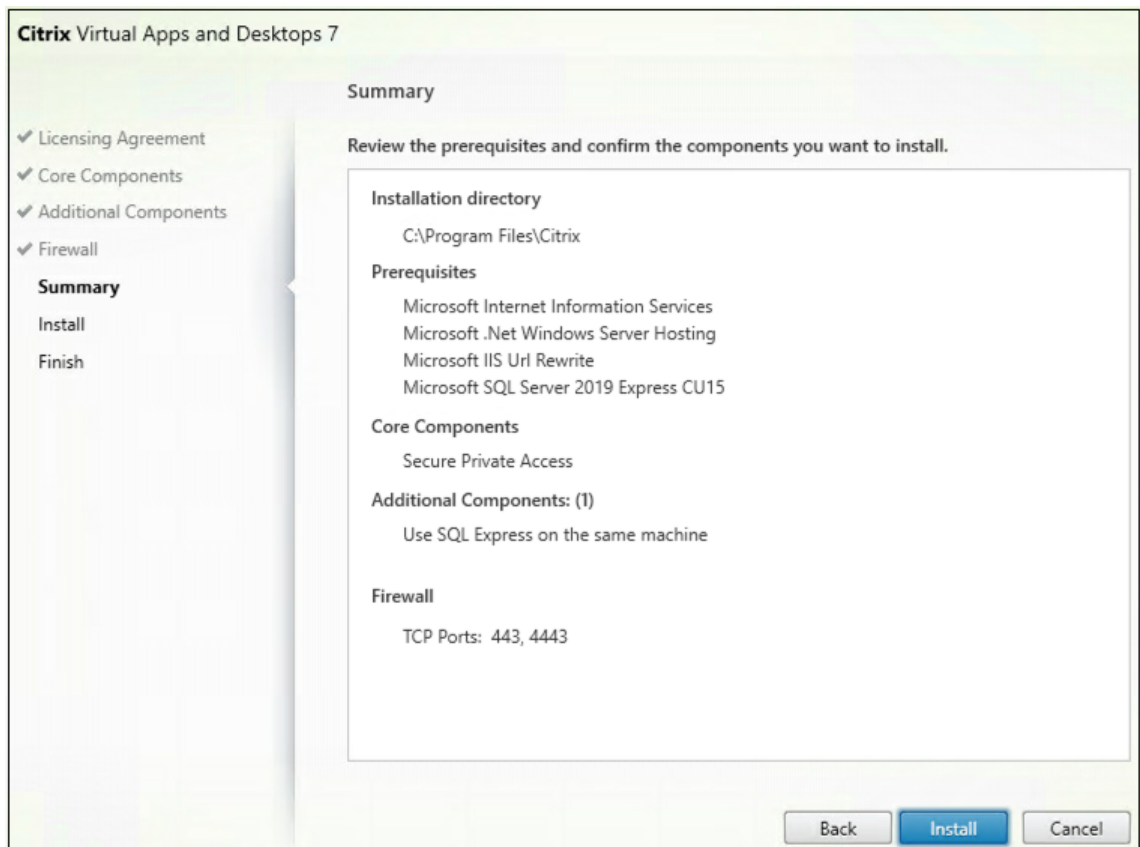 Citrix Virtual Apps and Desktops 7
Summary
Licensing Agreement
Core Components
Additional Components
Firewall
Summary
Install
Finish
Review the prerequisites and confirm the components you want to install.
Installation directory
C:\Program Files\Citrix
Prerequisites
Microsoft Internet Information Services
Microsoft .Net Windows Server Hosting
Microsoft IIS Url Rewrite
Microsoft SQL Server 2019 Express CU15
Core Components
Secure Private Access
Additional Components: (1)
Use SQL Express on the same machine
Firewall
TCP Ports: 443, 4443
Back
Install
Cancel